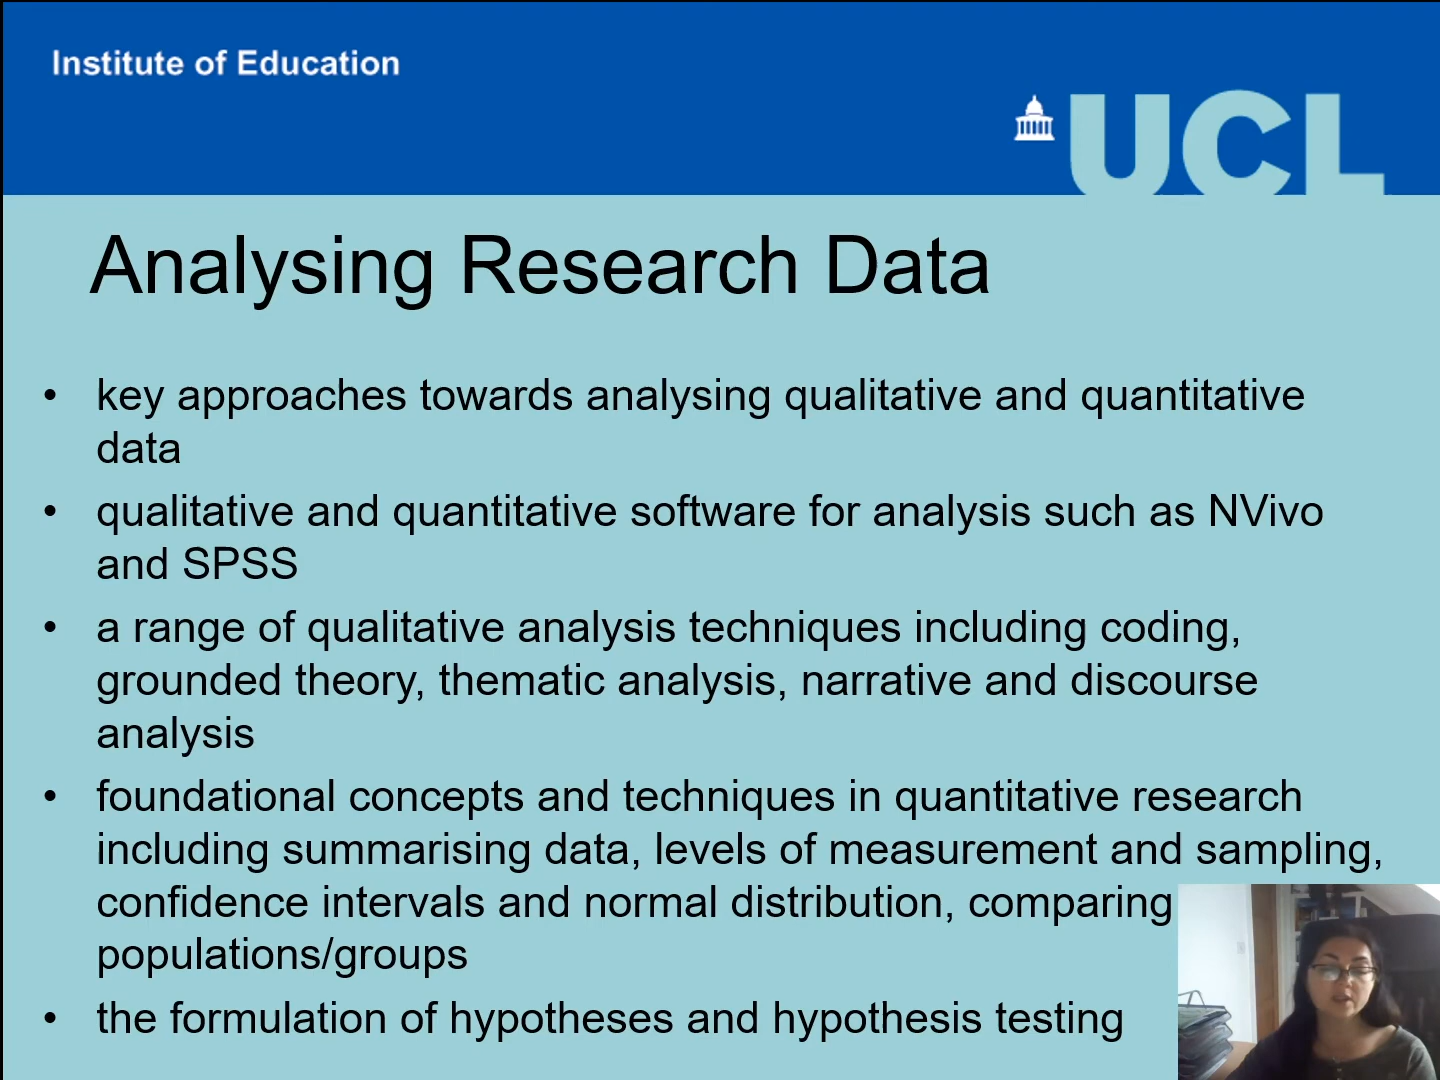 Institute of Education
UCL
Analysing Research Data
• key approaches towards analysing qualitative and quantitative
data
• qualitative and quantitative software for analysis such as NVivo
and SPSS
• a range of qualitative analysis techniques including coding,
grounded theory, thematic analysis, narrative and discourse
analysis
• foundational concepts and techniques in quantitative research
including summarising data, levels of measurement and sampling,
confidence intervals and normal distribution, comparing
populations/groups
• the formulation of hypotheses and hypothesis testing